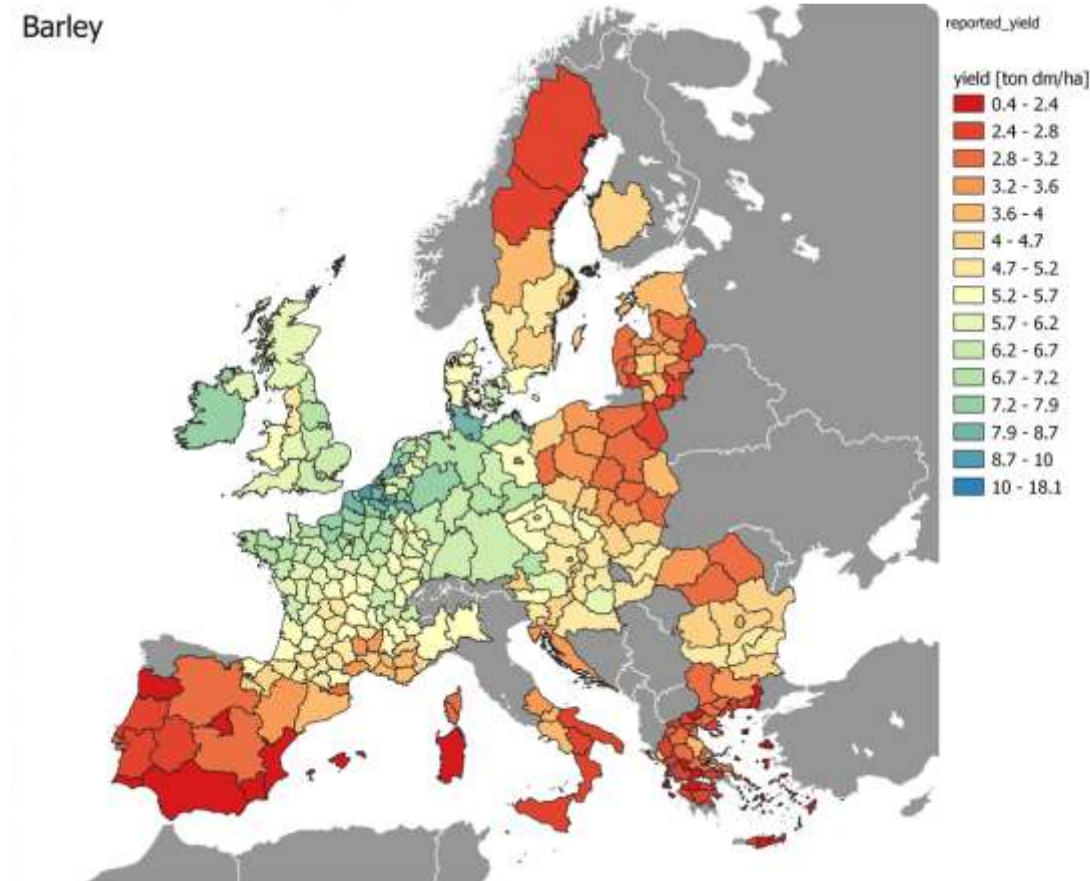 Barley
reported_yield
yield [ton dm/ha]
0.4 - 2.4
2.4 - 2.8
2.8 - 3.2
3.2 - 3.6
3.6 - 4
4 - 4.7
4.7 - 5.2
5.2 - 5.7
5.7 - 6.2
6.2 - 6.7
6.7 - 7.2
7.2 - 7.9
7.9 - 8.7
8.7 - 10
10 - 18.1